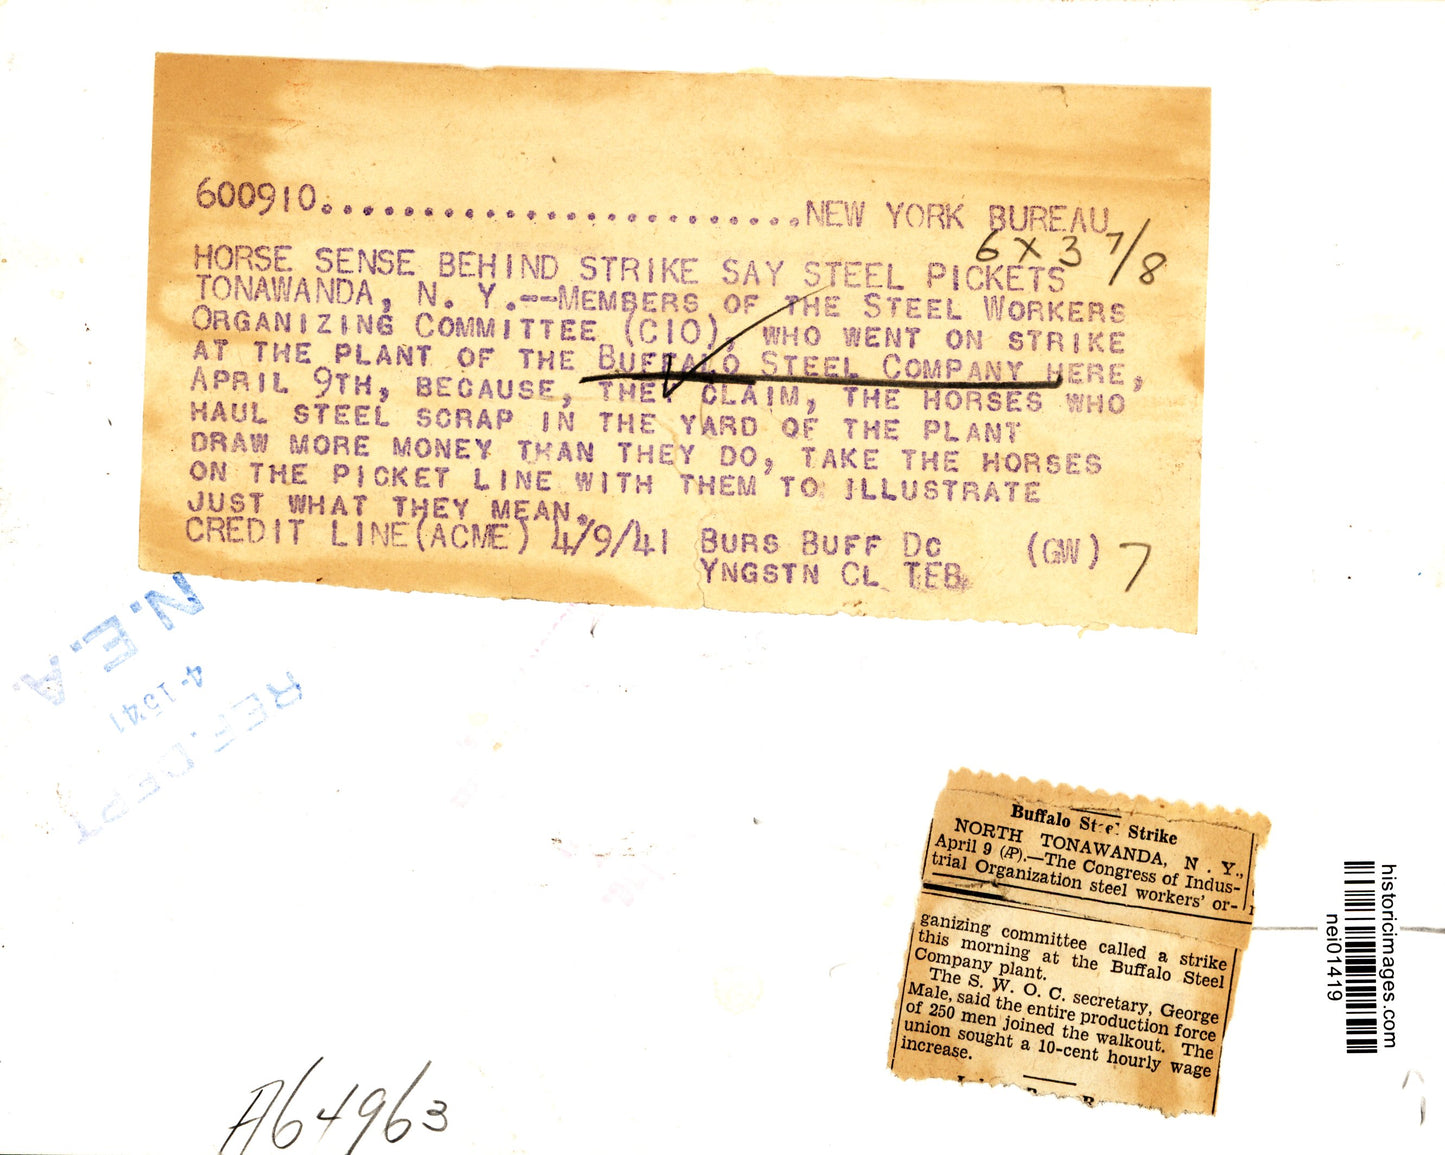 600910........................NEW YORK BUREAU
6 X 3 7/8
HORSE SENSE BEHIND STRIKE SAY STEEL PICKETS
TONAWANDA, N. Y.--MEMBERS OF THE STEEL WORKERS
ORGANIZING COMMITTEE (CIO), WHO WENT ON STRIKE
AT THE PLANT OF THE BUFFALO STEEL COMPANY HERE,
APRIL 9TH, BECAUSE, THEY CLAIM, THE HORSES WHO
HAUL STEEL SCRAP IN THE YARD OF THE PLANT
DRAW MORE MONEY THAN THEY DO, TAKE THE HORSES
ON THE PICKET LINE WITH THEM TO ILLUSTRATE
JUST WHAT THEY MEAN.
CREDIT LINE(ACME) 4/9/41 BURS BUFF DC (GW) 7
YNGSTN CL TEB
N.E.A.
4-1541
REF. DEPT
Buffalo Steel Strike
NORTH TONAWANDA, N. Y.,
April 9 (AP).—The Congress of Indus-
trial Organization steel workers' or-
ganizing committee called a strike
this morning at the Buffalo Steel
Company plant.
The S. W. O. C. secretary, George
Male, said the entire production force
of 250 men joined the walkout. The
union sought a 10-cent hourly wage
increase.
historicimages.com
nei01419
A64963